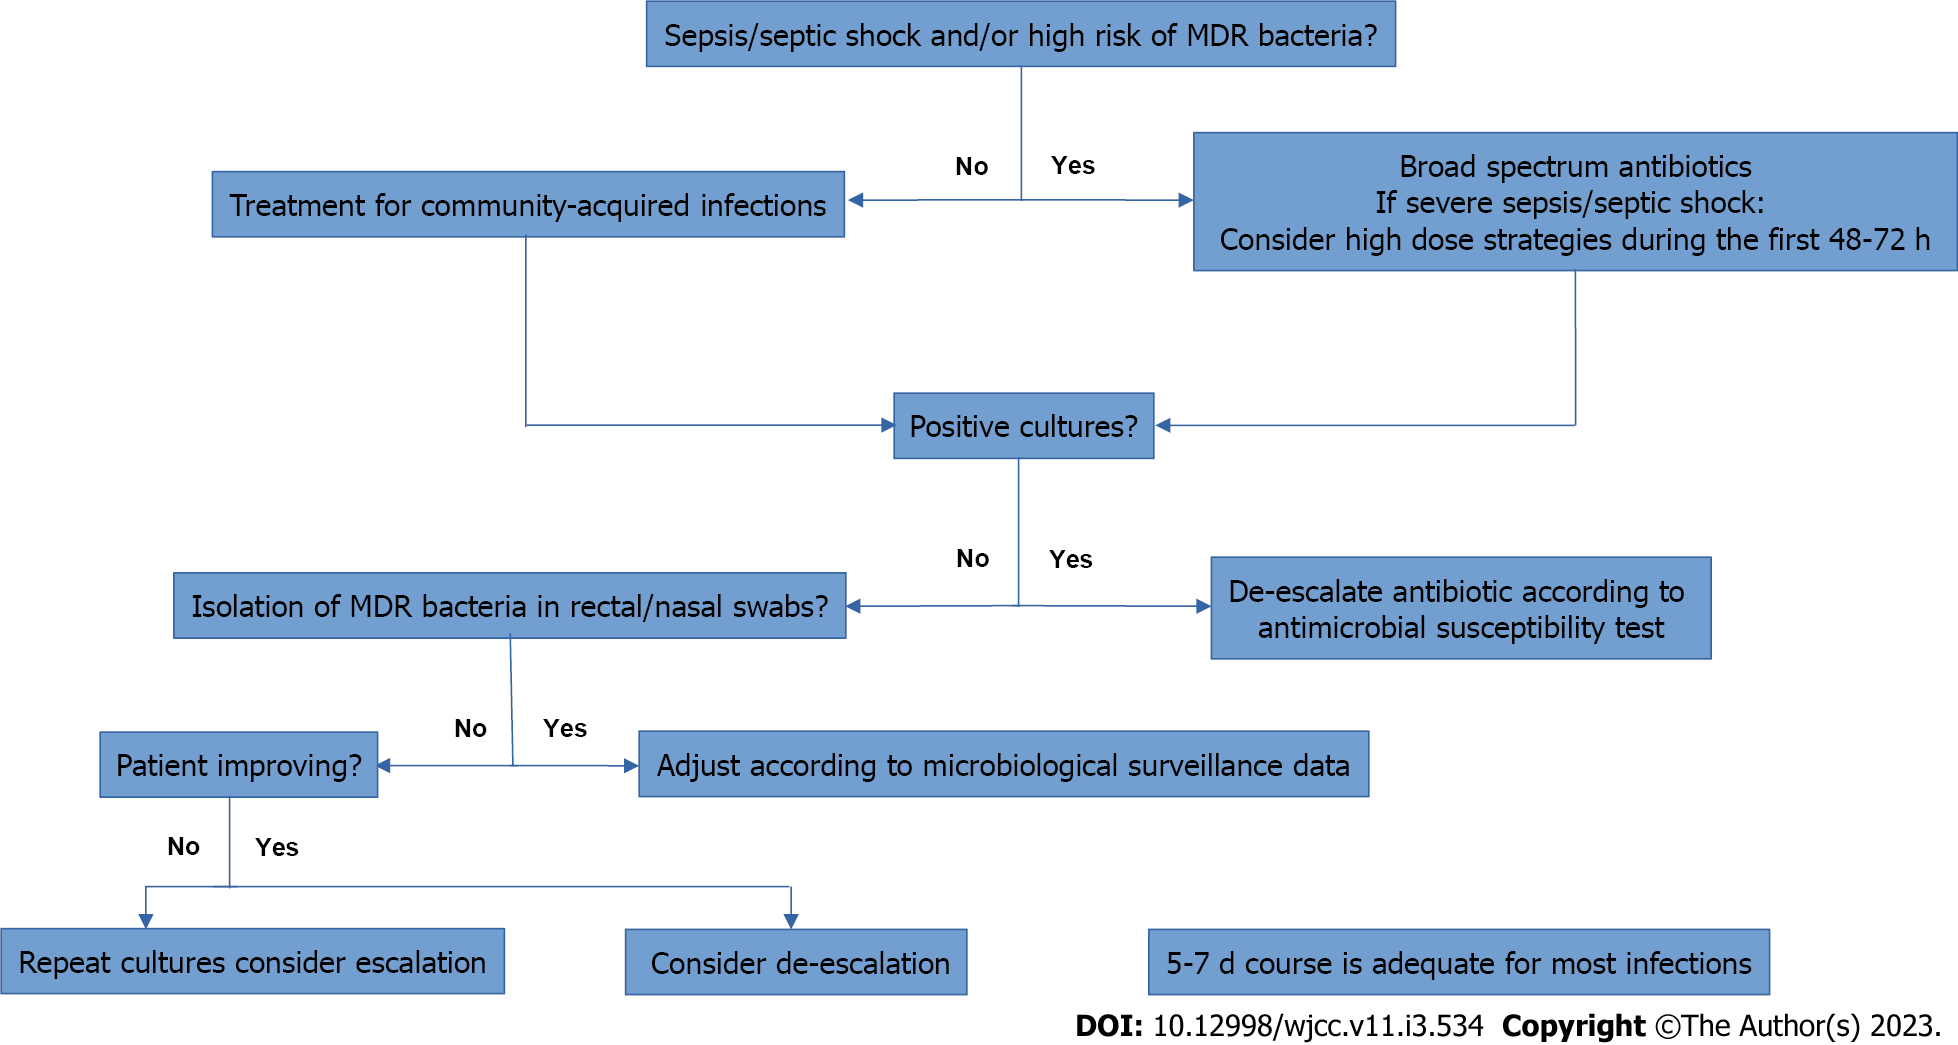 Sepsis/septic shock and/or high risk of MDR bacteria?
No
Yes
Treatment for community-acquired infections
Broad spectrum antibiotics
If severe sepsis/septic shock:
Consider high dose strategies during the first 48-72 h
Positive cultures?
No
Yes
Isolation of MDR bacteria in rectal/nasal swabs?
De-escalate antibiotic according to
antimicrobial susceptibility test
No
Yes
Patient improving?
Adjust according to microbiological surveillance data
No
Yes
Repeat cultures consider escalation
Consider de-escalation
5-7 d course is adequate for most infections
DOI: 10.12998/wjcc.v11.i3.534 Copyright ©The Author(s) 2023.